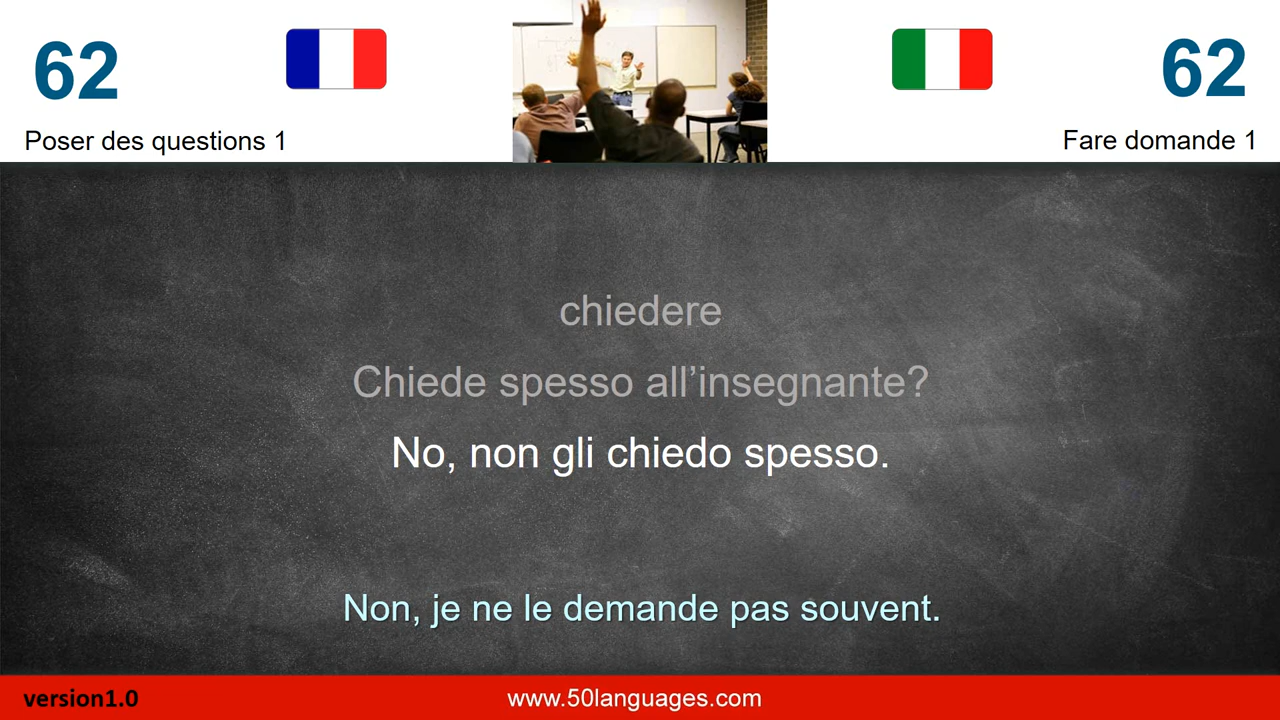 62
62
Poser des questions 1
Fare domande 1
chiedere
Chiede spesso all’insegnante?
No, non gli chiedo spesso.
Non, je ne le demande pas souvent.
version1.0
www.50languages.com